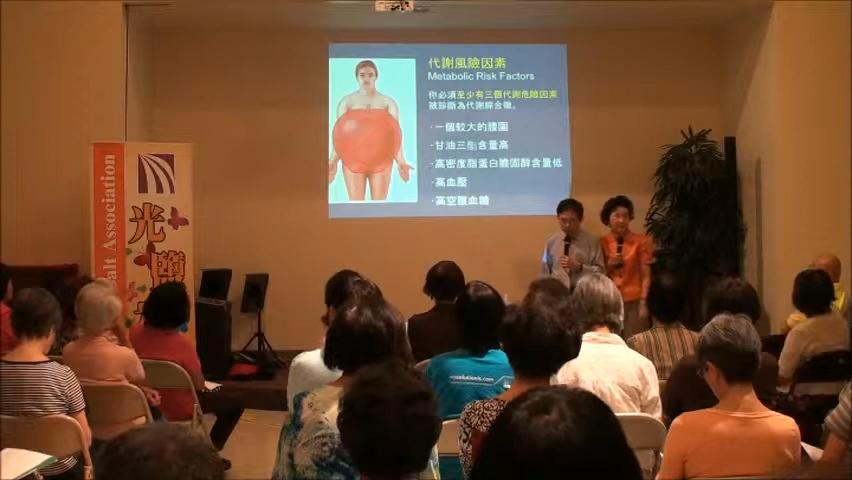 代謝風險因素
Metabolic Risk Factors
你必須至少有三個代謝危險因素
被診斷為代謝綜合徵。
·一個較大的腰圍
·甘油三酯含量高
·高密度脂蛋白膽固醇含量低
·高血壓
·高空腹血糖
alt Association
光鹽